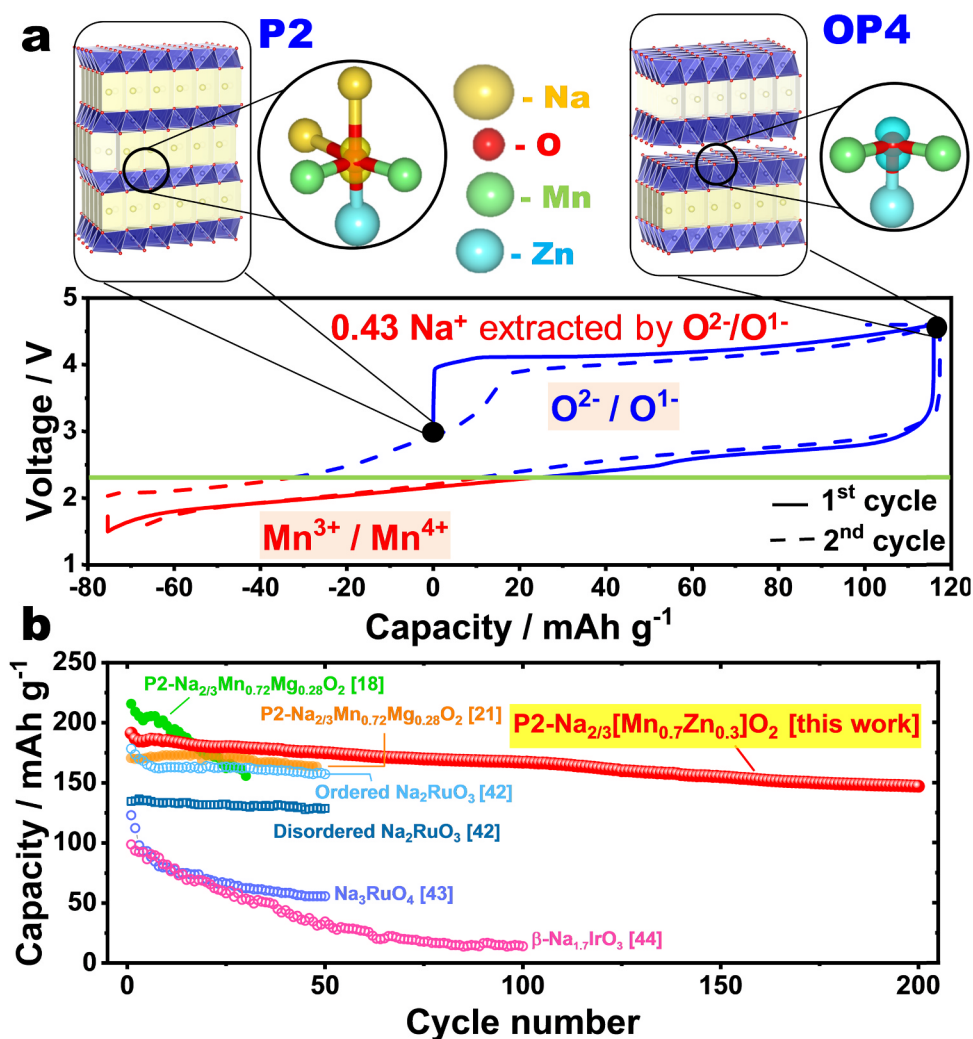 a
P2
OP4
- Na
- O
- Mn
- Zn
0.43 Na⁺ extracted by O²⁻/O¹⁻
O²⁻ / O¹⁻
Mn³⁺ / Mn⁴⁺
1ˢᵗ cycle
2ⁿᵈ cycle
Voltage / V
5
4
3
2
1
-80 -60 -40 -20 0 20 40 60 80 100 120
Capacity / mAh g⁻¹
b
Capacity / mAh g⁻¹
250
200
150
100
50
0
P2-Na₂/₃Mn₀.₇₂Mg₀.₂₈O₂ [18]
P2-Na₂/₃Mn₀.₇₂Mg₀.₂₈O₂ [21]
P2-Na₂/₃[Mn₀.₇Zn₀.₃]O₂ [this work]
Ordered Na₂RuO₃ [42]
Disordered Na₂RuO₃ [42]
Na₃RuO₄ [43]
β-Na₁.₇IrO₃ [44]
0 50 100 150 200
Cycle number